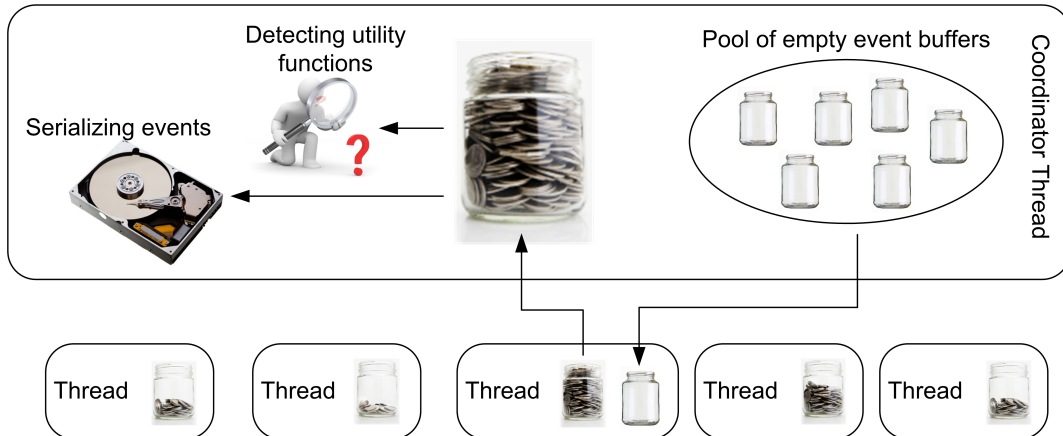 Detecting utility
functions
Pool of empty event buffers
Serializing events
?
Coordinator Thread
Thread
Thread
Thread
Thread
Thread